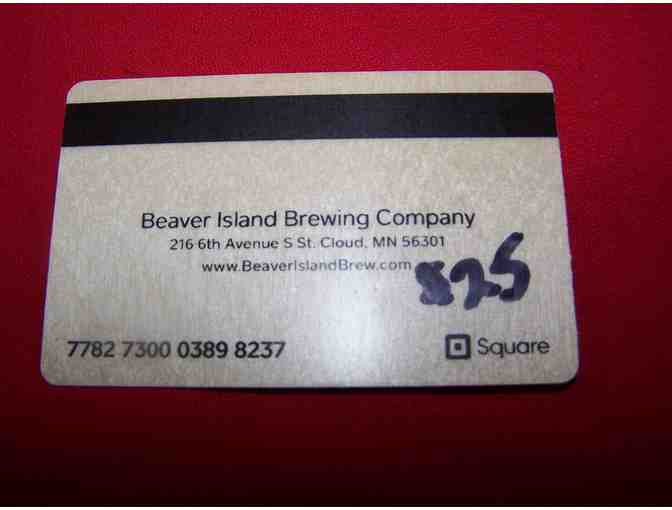 Beaver Island Brewing Company
216 6th Avenue S St. Cloud, MN 56301
www.BeaverIslandBrew.com
$25
7782 7300 0389 8237
Square